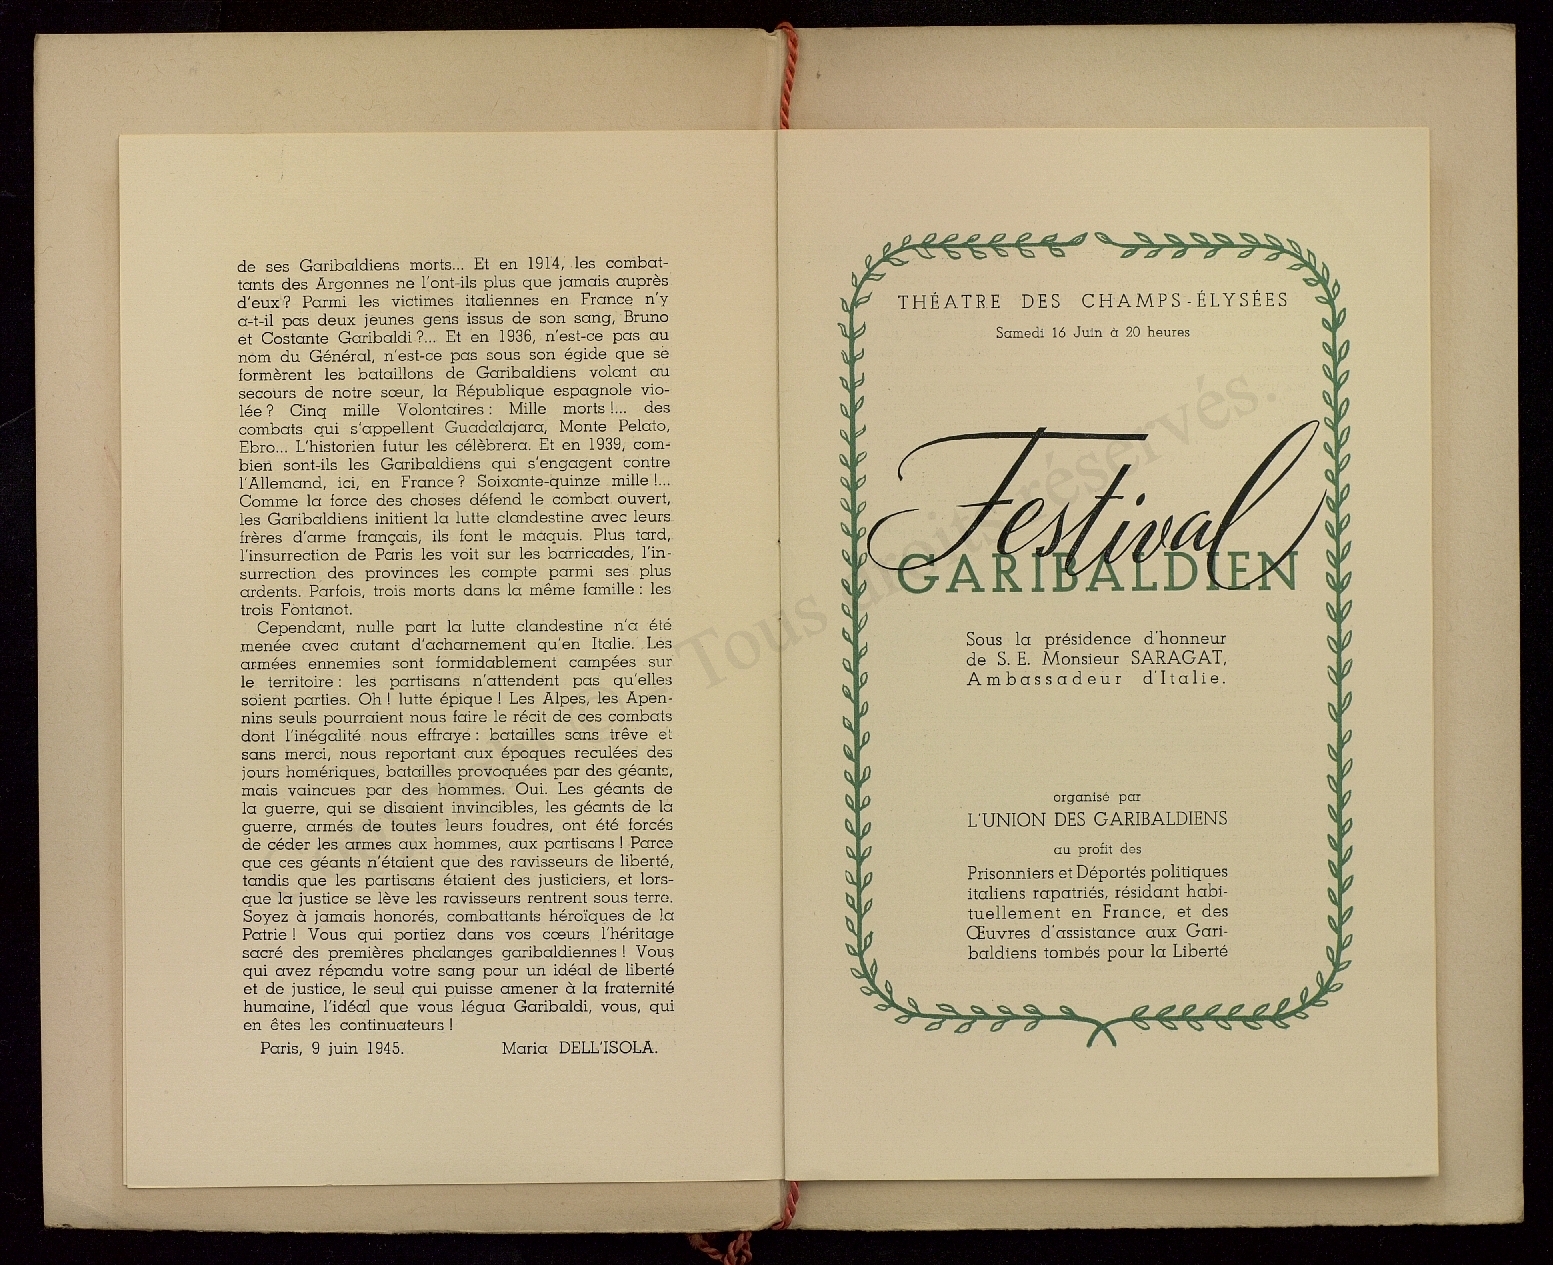 de ses Garibaldiens morts... Et en 1914, les combat-
tants des Argonnes ne l'ont-ils plus que jamais auprès
d'eux ? Parmi les victimes italiennes en France n'y
a-t-il pas deux jeunes gens issus de son sang, Bruno
et Costante Garibaldi ?... Et en 1936, n'est-ce pas au
nom du Général, n'est-ce pas sous son égide que se
formèrent les bataillons de Garibaldiens volant au
secours de notre sœur, la République espagnole vio-
lée ? Cinq mille Volontaires : Mille morts !... des
combats qui s'appellent Guadalajara, Monte Pelato,
Ebro... L'historien futur les célèbrera. Et en 1939, com-
bien sont-ils les Garibaldiens qui s'engagent contre
l'Allemand, ici, en France ? Soixante-quinze mille !...
Comme la force des choses défend le combat ouvert,
les Garibaldiens initient la lutte clandestine avec leurs
frères d'arme français, ils font le maquis. Plus tard,
l'insurrection de Paris les voit sur les barricades, l'in-
surrection des provinces les compte parmi ses plus
ardents. Parfois, trois morts dans la même famille : les
trois Fontanot.
Cependant, nulle part la lutte clandestine n'a été
menée avec autant d'acharnement qu'en Italie. Les
armées ennemies sont formidablement campées sur
le territoire : les partisans n'attendent pas qu'elles
soient parties. Oh ! lutte épique ! Les Alpes, les Apen-
nins seuls pourraient nous faire le récit de ces combats
dont l'inégalité nous effraye : batailles sans trêve et
sans merci, nous reportant aux époques reculées des
jours homériques, batailles provoquées par des géants,
mais vaincues par des hommes. Oui. Les géants de
la guerre, qui se disaient invincibles, les géants de la
guerre, armés de toutes leurs foudres, ont été forcés
de céder les armes aux hommes, aux partisans ! Parce
que ces géants n'étaient que des ravisseurs de liberté,
tandis que les partisans étaient des justiciers, et lors-
que la justice se lève les ravisseurs rentrent sous terre.
Soyez à jamais honorés, combattants héroïques de la
Patrie ! Vous qui portiez dans vos cœurs l'héritage
sacré des premières phalanges garibaldiennes ! Vous
qui avez répandu votre sang pour un idéal de liberté
et de justice, le seul qui puisse amener à la fraternité
humaine, l'idéal que vous légua Garibaldi, vous, qui
en êtes les continuateurs !
Paris, 9 juin 1945. Maria DELL'ISOLA.
THÉATRE DES CHAMPS-ÉLYSÉES
Samedi 16 Juin à 20 heures
Festival
GARIBALDIEN
Sous la présidence d'honneur
de S. E. Monsieur SARAGAT,
Ambassadeur d'Italie.
organisé par
L'UNION DES GARIBALDIENS
au profit des
Prisonniers et Déportés politiques
italiens rapatriés, résidant habi-
tuellement en France, et des
Œuvres d'assistance aux Gari-
baldiens tombés pour la Liberté
© - Tous droits réservés.